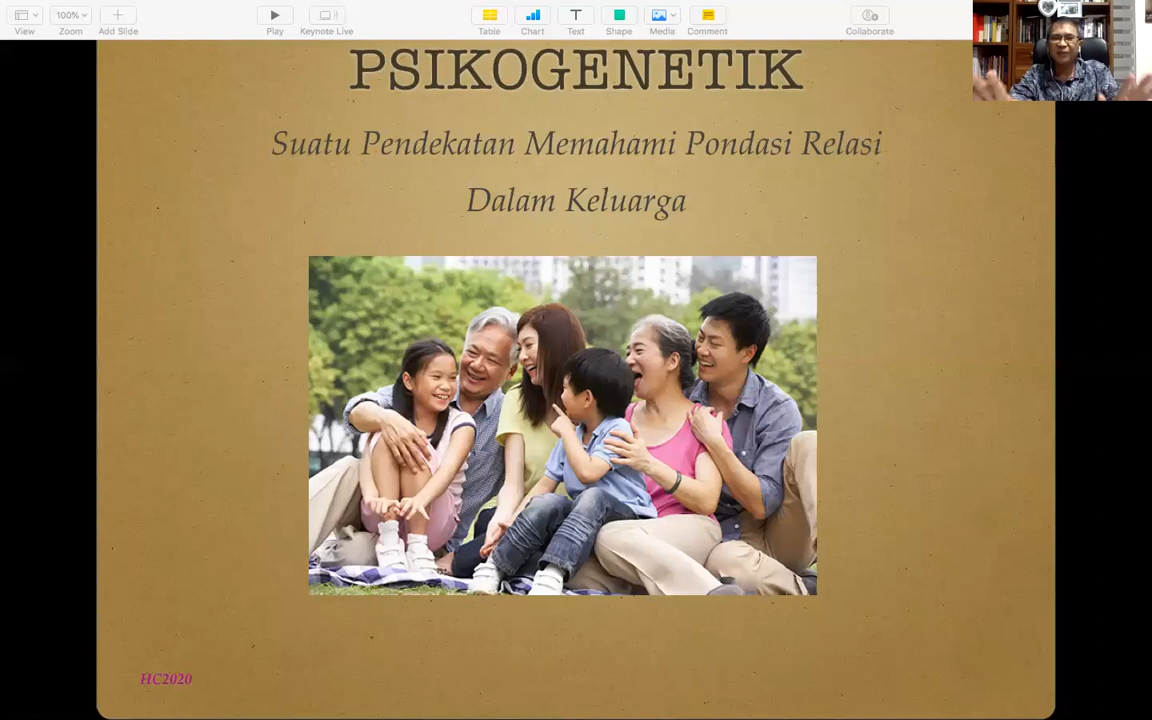 View
100%
Zoom
Add Slide
Play
Keynote Live
Table
Chart
Text
Shape
Media
Comment
Collaborate
PSIKOGENETIK
Suatu Pendekatan Memahami Pondasi Relasi
Dalam Keluarga
HC2020